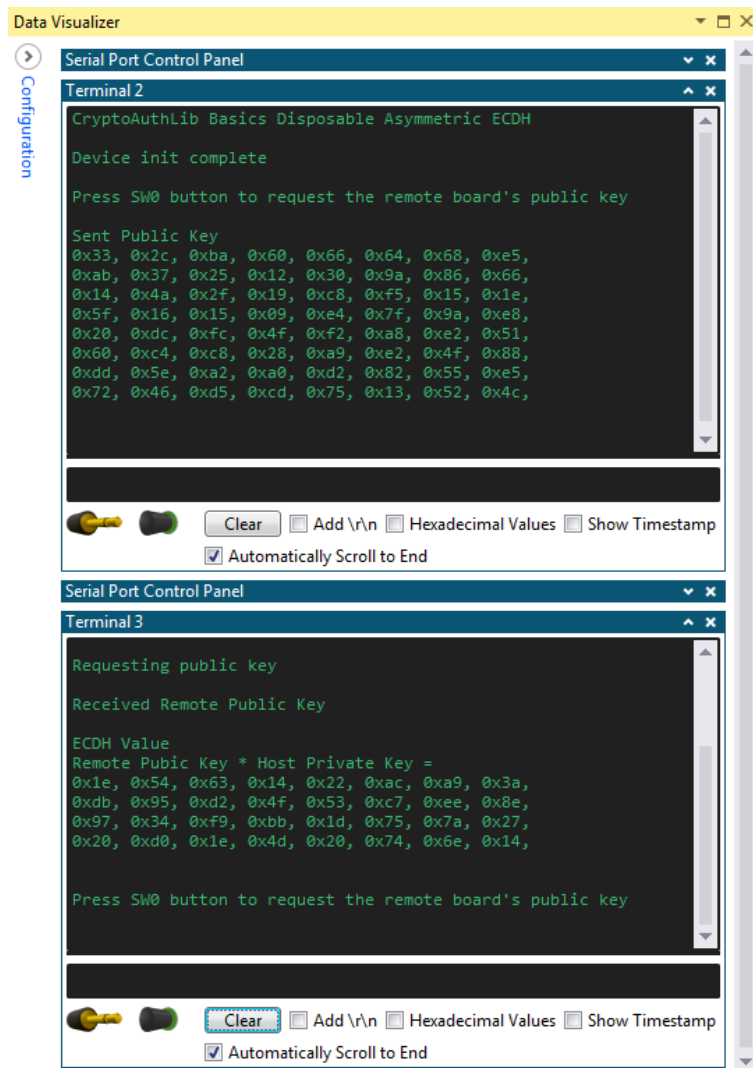 Data Visualizer
Configuration
Serial Port Control Panel
Terminal 2
CryptoAuthLib Basics Disposable Asymmetric ECDH
Device init complete
Press SW0 button to request the remote board's public key
Sent Public Key
0x33, 0x2c, 0xba, 0x60, 0x66, 0x64, 0x68, 0xe5,
0xab, 0x37, 0x25, 0x12, 0x30, 0x9a, 0x86, 0x66,
0x14, 0x4a, 0x2f, 0x19, 0xc8, 0xf5, 0x15, 0x1e,
0x5f, 0x16, 0x15, 0x09, 0xe4, 0x7f, 0x9a, 0xe8,
0x20, 0xdc, 0xfc, 0x4f, 0xf2, 0xa8, 0xe2, 0x51,
0x60, 0xc4, 0xc8, 0x28, 0xa9, 0xe2, 0x4f, 0x88,
0xdd, 0x5e, 0xa2, 0xa0, 0xd2, 0x82, 0x55, 0xe5,
0x72, 0x46, 0xd5, 0xcd, 0x75, 0x13, 0x52, 0x4c,
Clear Add \r\n Hexadecimal Values Show Timestamp
Automatically Scroll to End
Serial Port Control Panel
Terminal 3
Requesting public key
Received Remote Public Key
ECDH Value
Remote Pubic Key * Host Private Key =
0x1e, 0x54, 0x63, 0x14, 0x22, 0xac, 0xa9, 0x3a,
0xdb, 0x95, 0xd2, 0x4f, 0x53, 0xc7, 0xee, 0x8e,
0x97, 0x34, 0xf9, 0xbb, 0x1d, 0x75, 0x7a, 0x27,
0x20, 0xd0, 0x1e, 0x4d, 0x20, 0x74, 0x6e, 0x14,
Press SW0 button to request the remote board's public key
Clear Add \r\n Hexadecimal Values Show Timestamp
Automatically Scroll to End